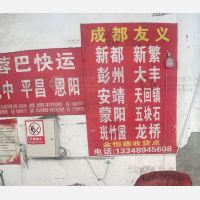 蓉巴快运
中 平昌 恩阳
成都友义
新都 新繁
彭州 大丰
安靖 天回镇
蒙阳 五块石
斑竹园 龙桥
金恒德收货点
电话:13348945608